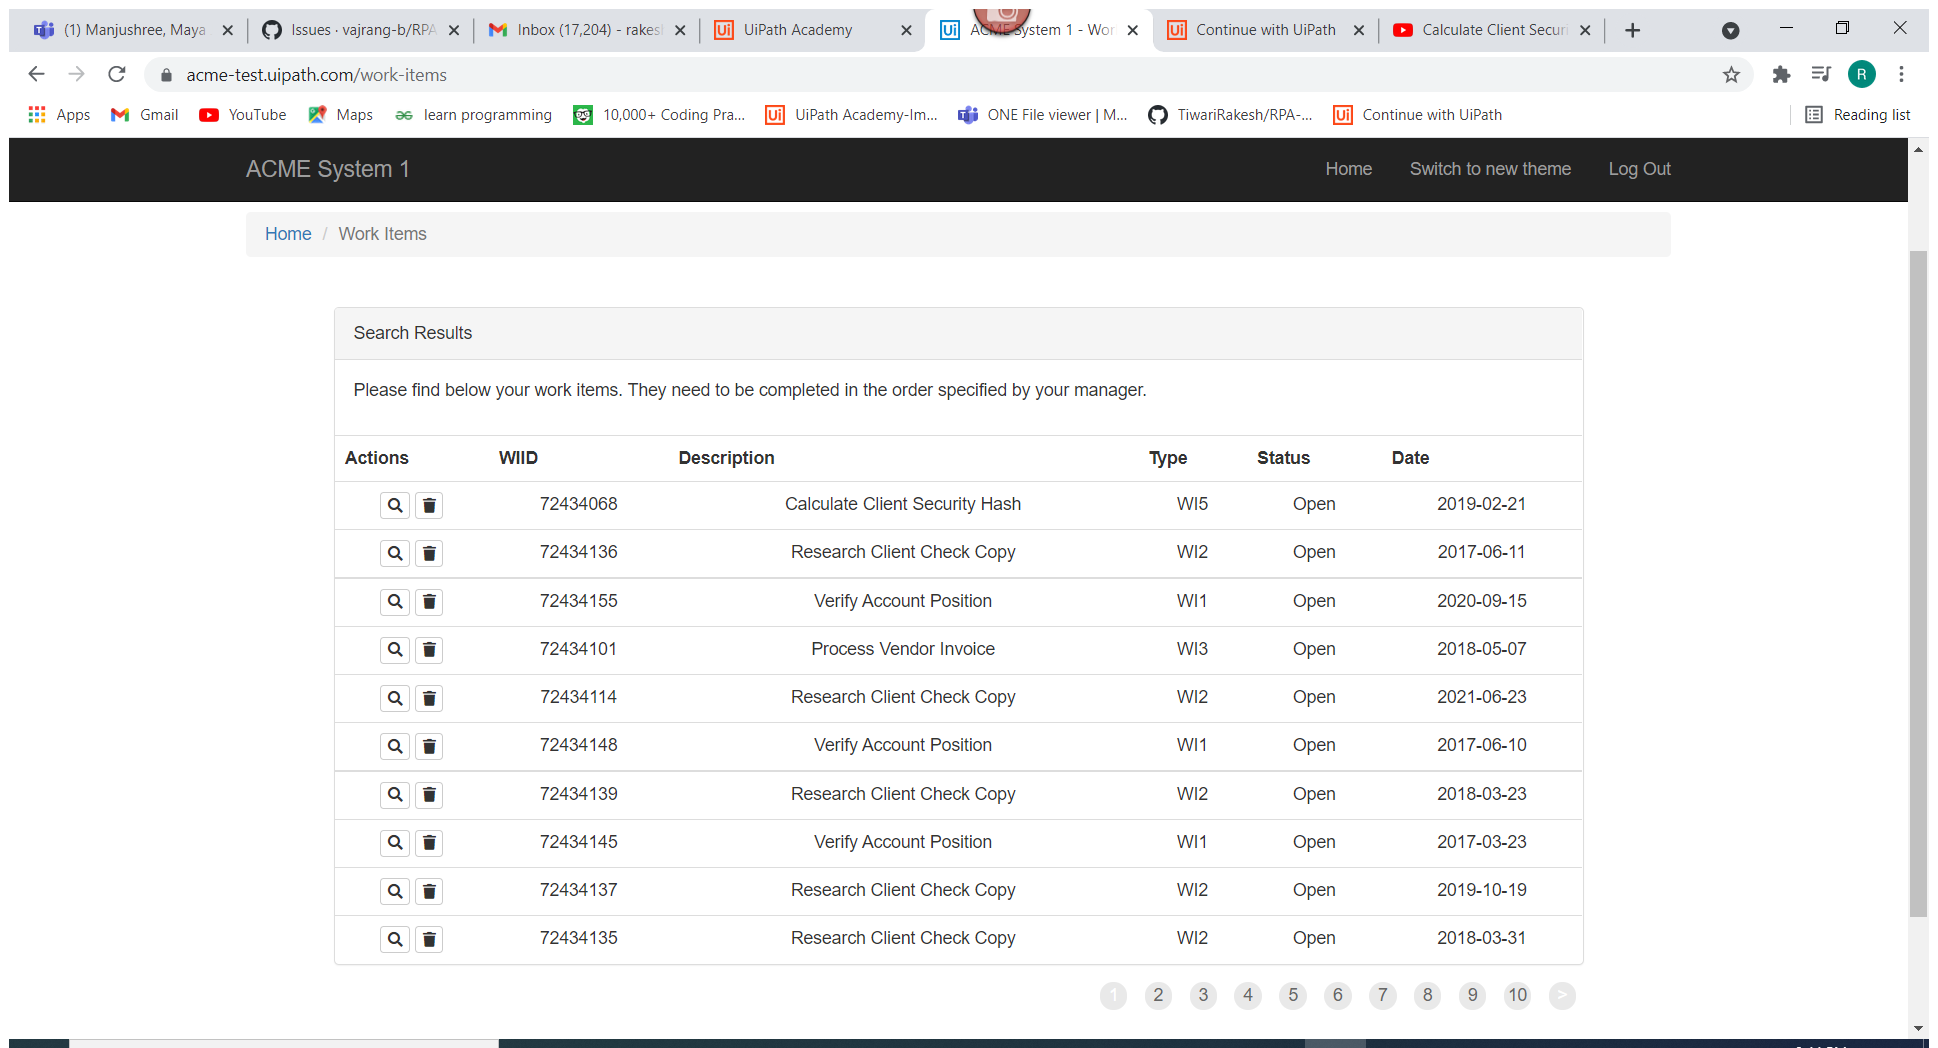 (1) Manjushree, Maya Issues · vajrang-b/RPA Inbox (17,204) - rakes UiPath Academy ACME System 1 - Wor Continue with UiPath Calculate Client Securi
acme-test.uipath.com/work-items R
Apps Gmail YouTube Maps learn programming 10,000+ Coding Pra... UiPath Academy-Im... ONE File viewer | M... TiwariRakesh/RPA-... Continue with UiPath Reading list
ACME System 1 Home Switch to new theme Log Out
Home / Work Items
Search Results
Please find below your work items. They need to be completed in the order specified by your manager.
Actions WIID Description Type Status Date
72434068 Calculate Client Security Hash WI5 Open 2019-02-21
72434136 Research Client Check Copy WI2 Open 2017-06-11
72434155 Verify Account Position WI1 Open 2020-09-15
72434101 Process Vendor Invoice WI3 Open 2018-05-07
72434114 Research Client Check Copy WI2 Open 2021-06-23
72434148 Verify Account Position WI1 Open 2017-06-10
72434139 Research Client Check Copy WI2 Open 2018-03-23
72434145 Verify Account Position WI1 Open 2017-03-23
72434137 Research Client Check Copy WI2 Open 2019-10-19
72434135 Research Client Check Copy WI2 Open 2018-03-31
1 2 3 4 5 6 7 8 9 10 >